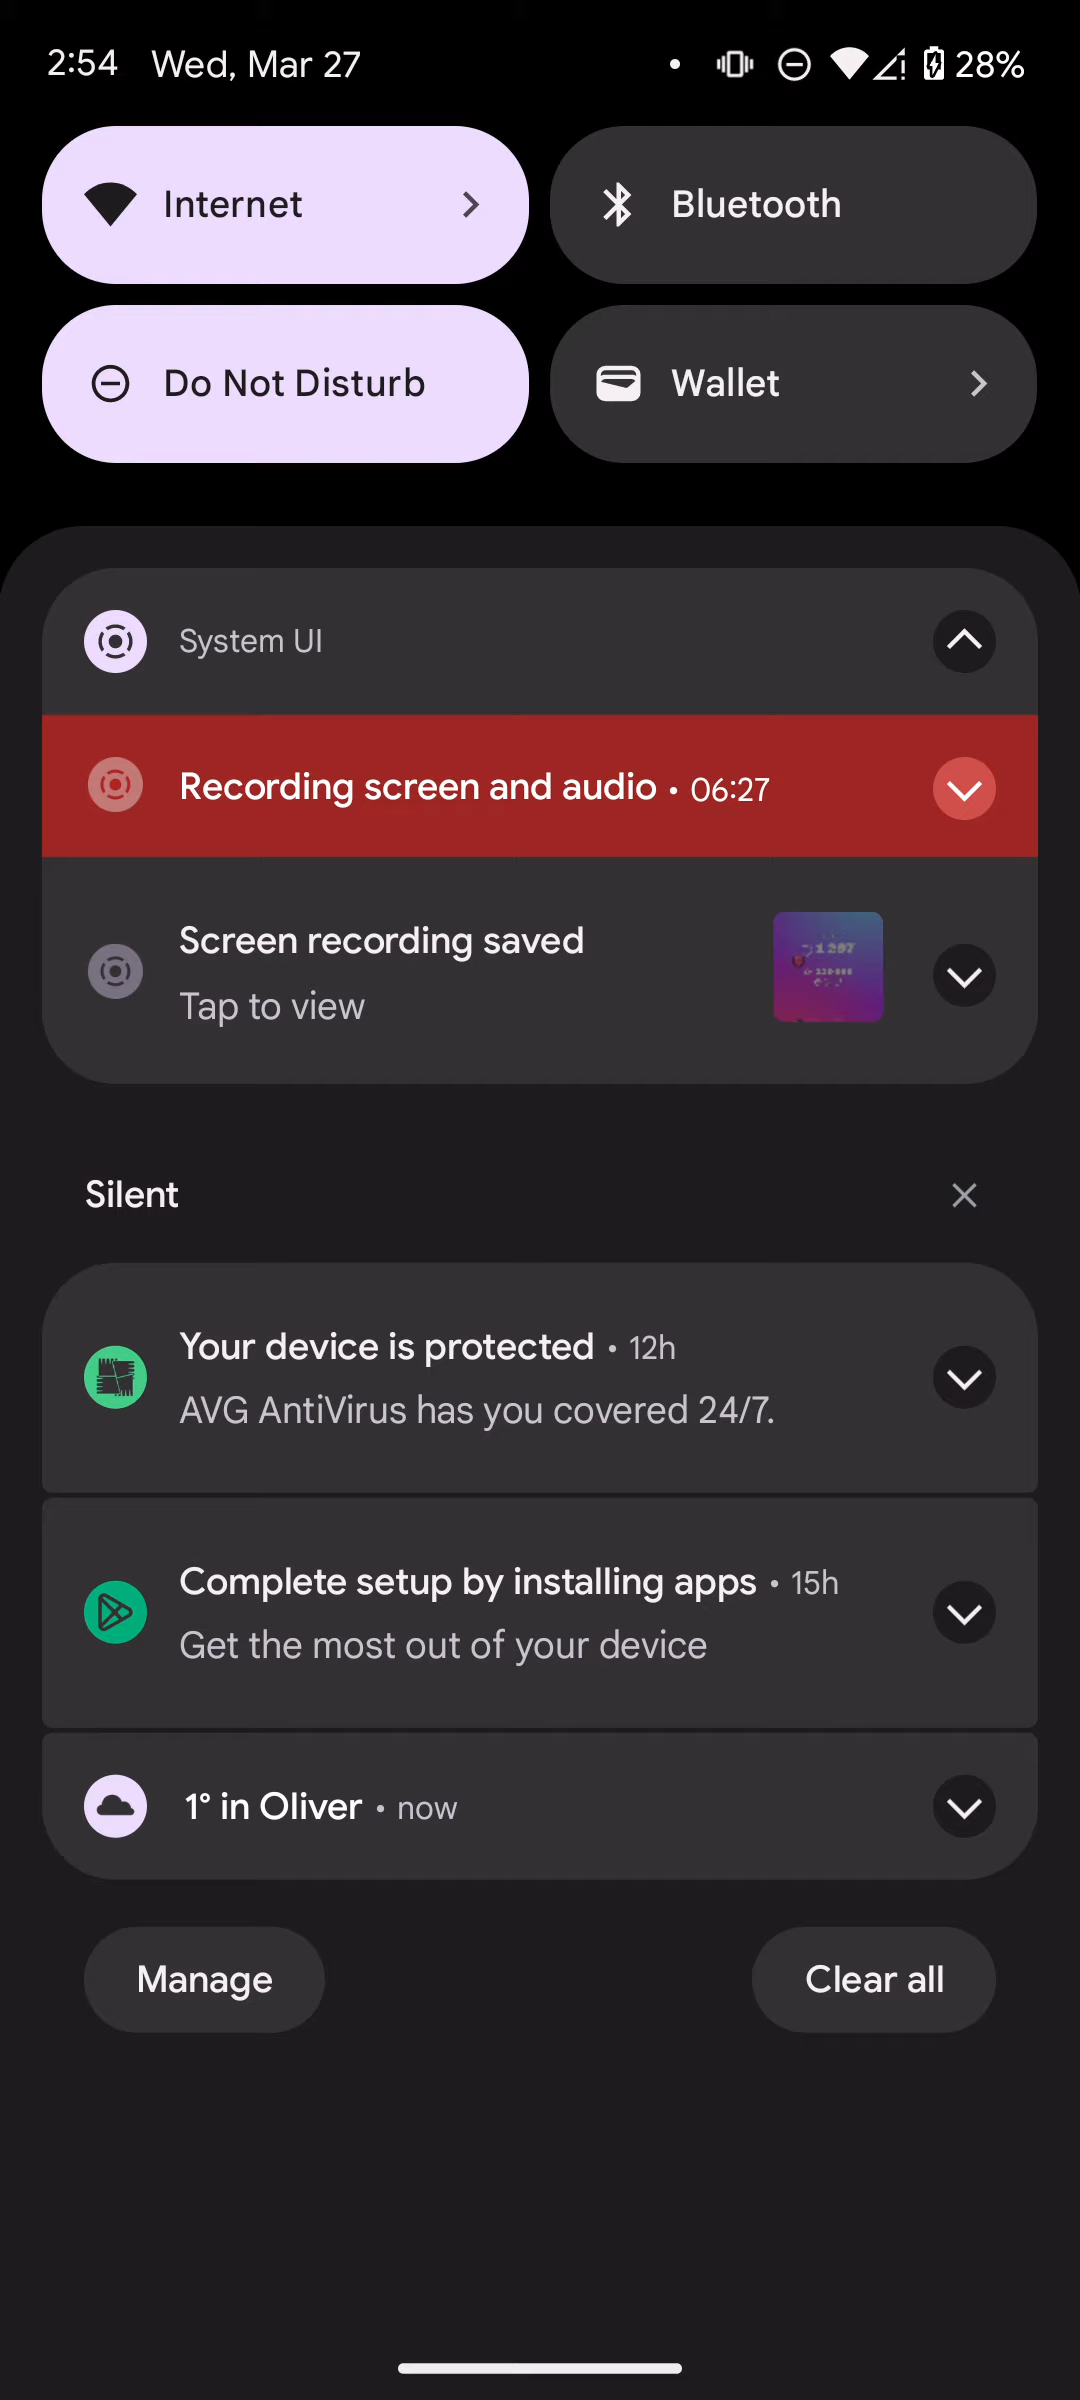 2:54 Wed, Mar 27 28%
Internet
Bluetooth
Do Not Disturb
Wallet
System UI
Recording screen and audio • 06:27
Screen recording saved
Tap to view
Silent
Your device is protected • 12h
AVG AntiVirus has you covered 24/7.
Complete setup by installing apps • 15h
Get the most out of your device
1° in Oliver • now
Manage
Clear all